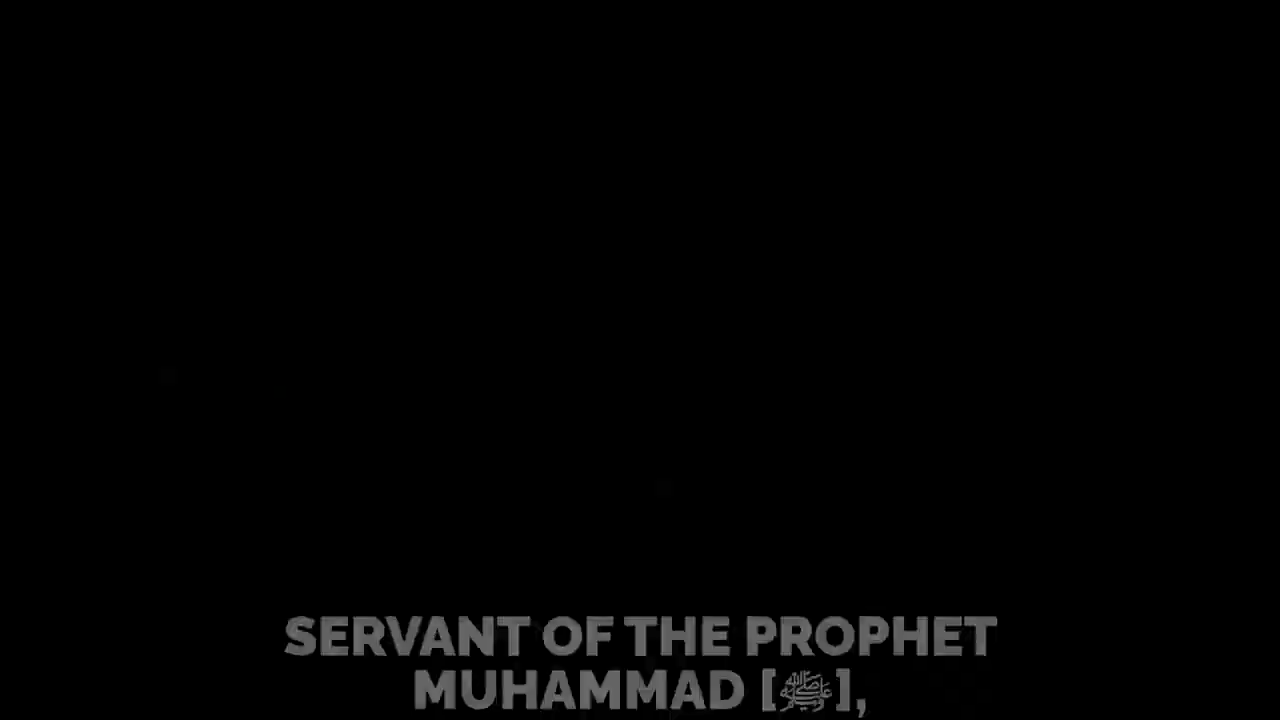 SERVANT OF THE PROPHET
MUHAMMAD [ﷺ],